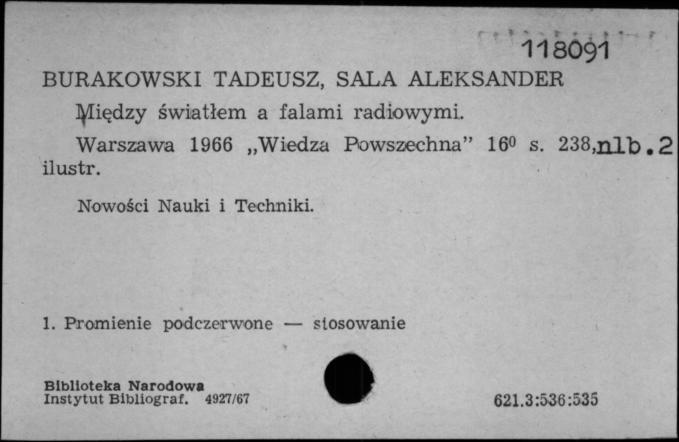 118091
BURAKOWSKI TADEUSZ, SALA ALEKSANDER
Między światłem a falami radiowymi.
Warszawa 1966 „Wiedza Powszechna” 16⁰ s. 238,nlb.2
ilustr.
Nowości Nauki i Techniki.
1. Promienie podczerwone — stosowanie
Biblioteka Narodowa
Instytut Bibliograf. 4927/67
621.3:536:535